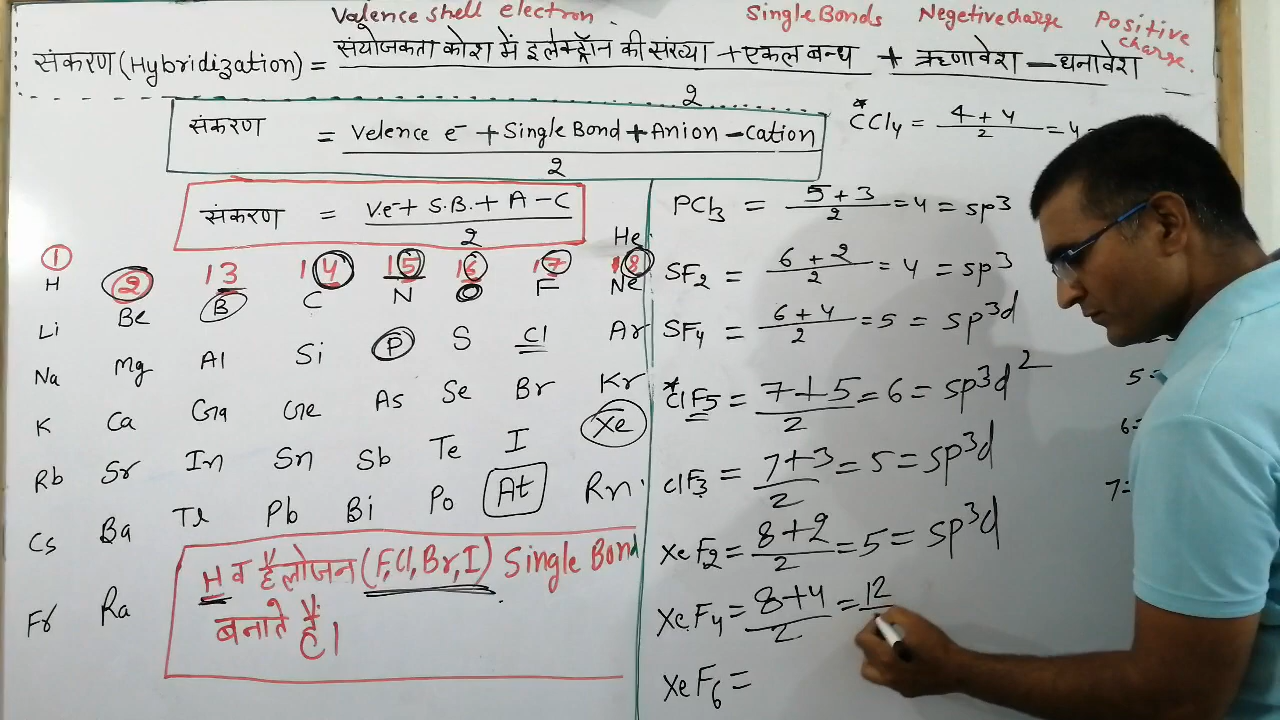 Valence shell electron. Single Bonds Negetive charge Positive charge.
संकरण (Hybridization) = संयोजकता कोश में इलेक्ट्रॉन की संख्या + एकल बन्ध + ऋणावेश - धनावेश
2
संकरण = Velence e⁻ + Single Bond + Anion - Cation
2
संकरण = V.e⁻ + S.B. + A - C
2
1 2 13 14 15 16 17 18
H Be B C N O F He Ne
Li Mg Al Si P S Cl Ar
Na Ca Ga Ge As Se Br Kr
K Sr In Sn Sb Te I Xe
Rb Ba Tl Pb Bi Po At Rn
Cs Ra
Fr
H व हैलोजन (F, Cl, Br, I) Single Bond
बनाते हैं।
*CCl₄ = 4 + 4 / 2 = 4 =
PCl₃ = 5 + 3 / 2 = 4 = sp³
SF₂ = 6 + 2 / 2 = 4 = sp³
SF₄ = 6 + 4 / 2 = 5 = sp³d
*ClF₅ = 7 + 5 / 2 = 6 = sp³d²
ClF₃ = 7 + 3 / 2 = 5 = sp³d
XeF₂ = 8 + 2 / 2 = 5 = sp³d
XeF₄ = 8 + 4 / 2 = 12
XeF₆ =
5=
6=
7=